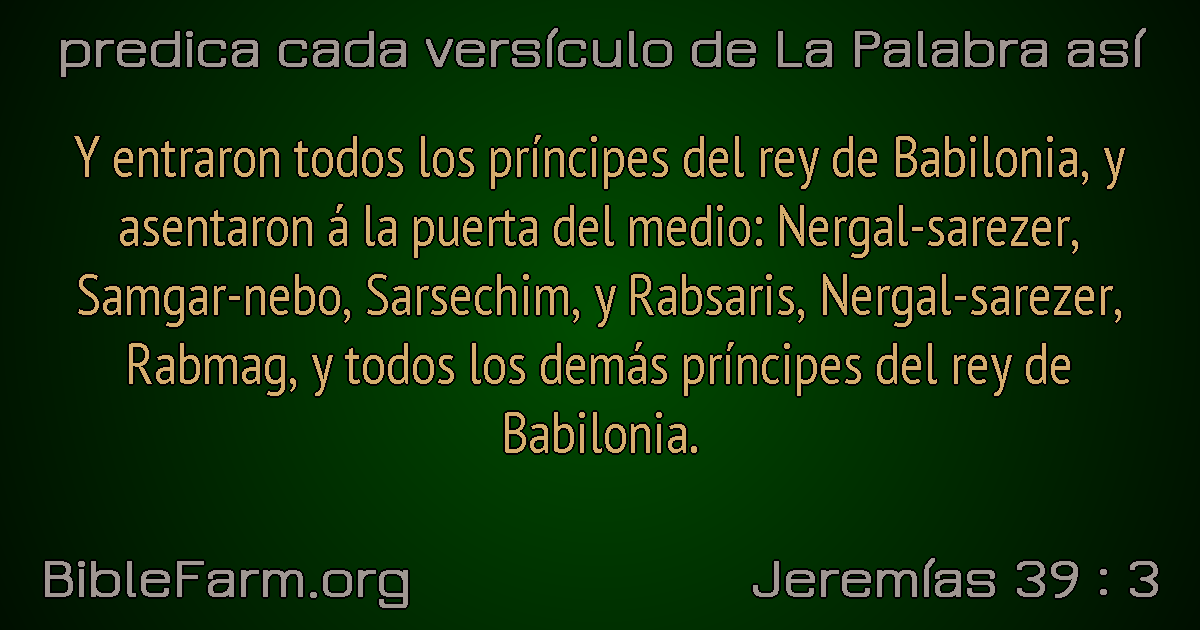 predica cada versículo de La Palabra así
Y entraron todos los príncipes del rey de Babilonia, y
asentaron á la puerta del medio: Nergal-sarezer,
Samgar-nebo, Sarsechim, y Rabsaris, Nergal-sarezer,
Rabmag, y todos los demás príncipes del rey de
Babilonia.
BibleFarm.org
Jeremías 39 : 3